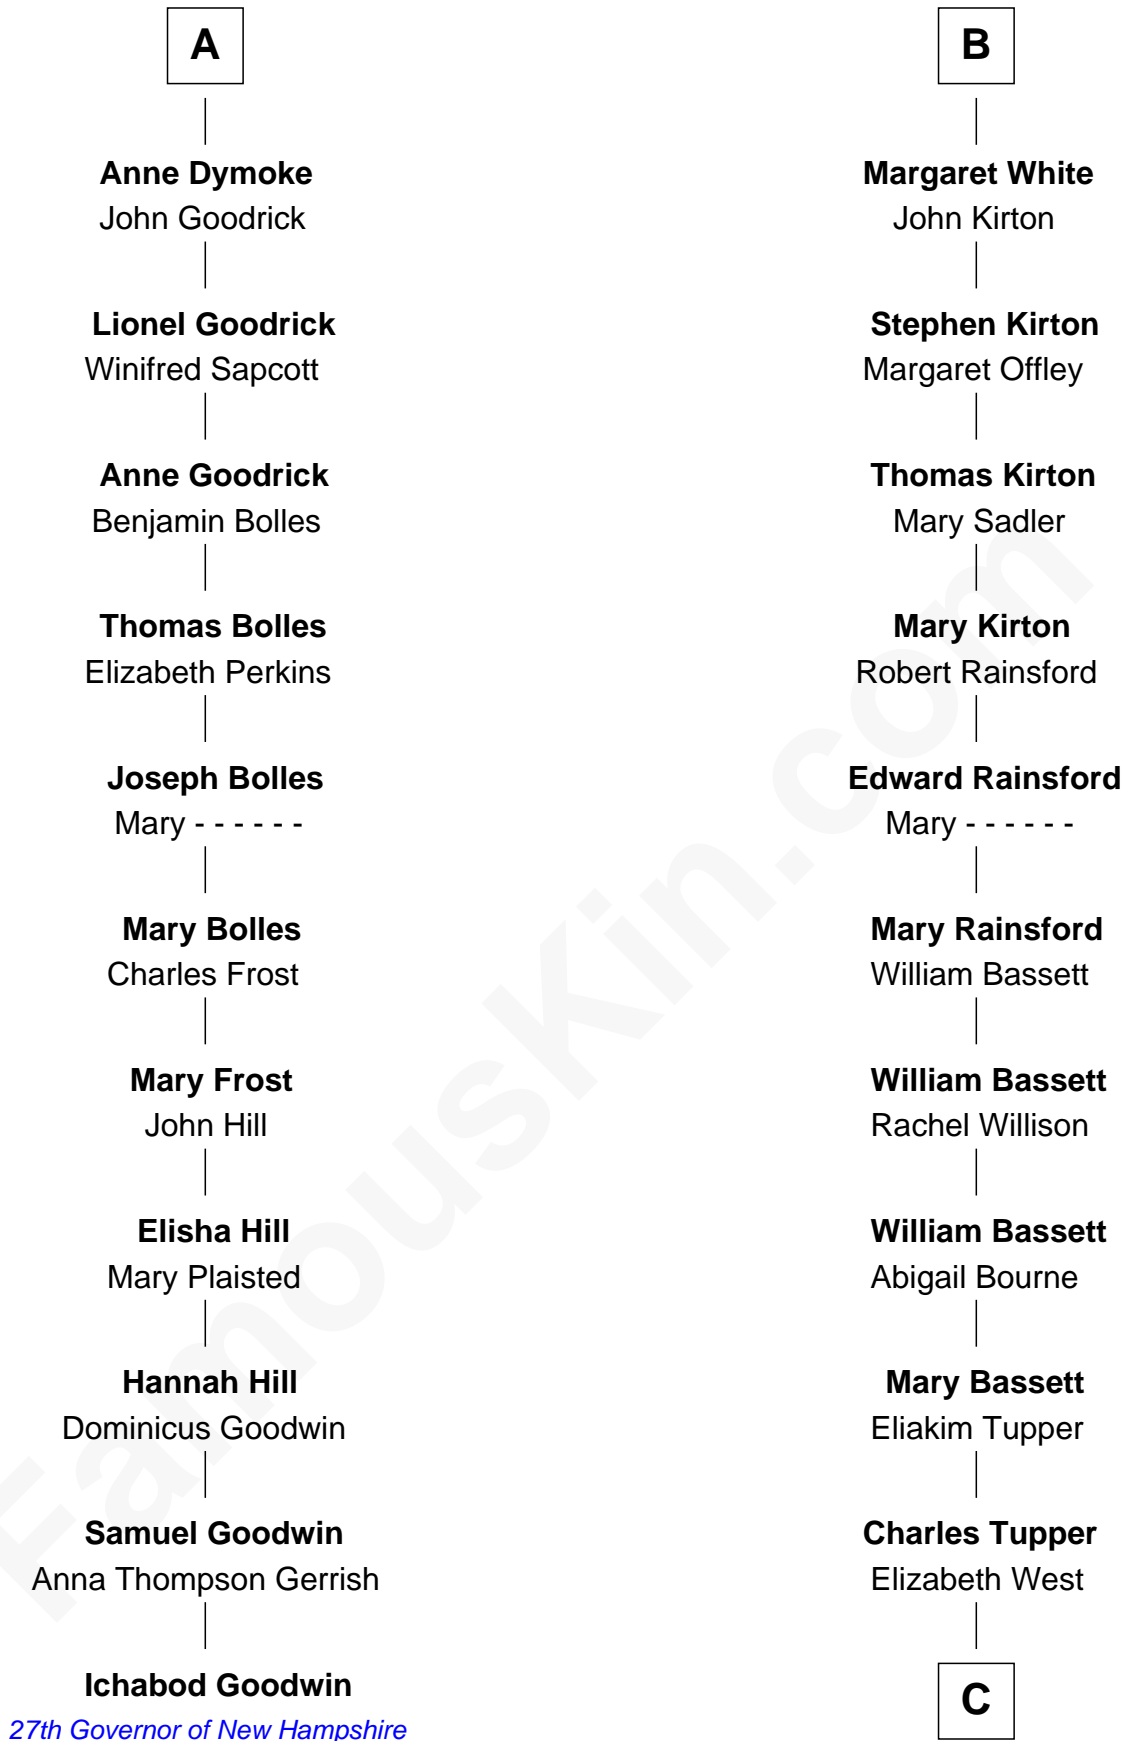 A
Anne Dymoke
John Goodrick
Lionel Goodrick
Winifred Sapcott
Anne Goodrick
Benjamin Bolles
Thomas Bolles
Elizabeth Perkins
Joseph Bolles
Mary - - - - - -
Mary Bolles
Charles Frost
Mary Frost
John Hill
Elisha Hill
Mary Plaisted
Hannah Hill
Dominicus Goodwin
Samuel Goodwin
Anna Thompson Gerrish
Ichabod Goodwin
27th Governor of New Hampshire
B
Margaret White
John Kirton
Stephen Kirton
Margaret Offley
Thomas Kirton
Mary Sadler
Mary Kirton
Robert Rainsford
Edward Rainsford
Mary - - - - - -
Mary Rainsford
William Bassett
William Bassett
Rachel Willison
William Bassett
Abigail Bourne
Mary Bassett
Eliakim Tupper
Charles Tupper
Elizabeth West
C
FamousKin.com